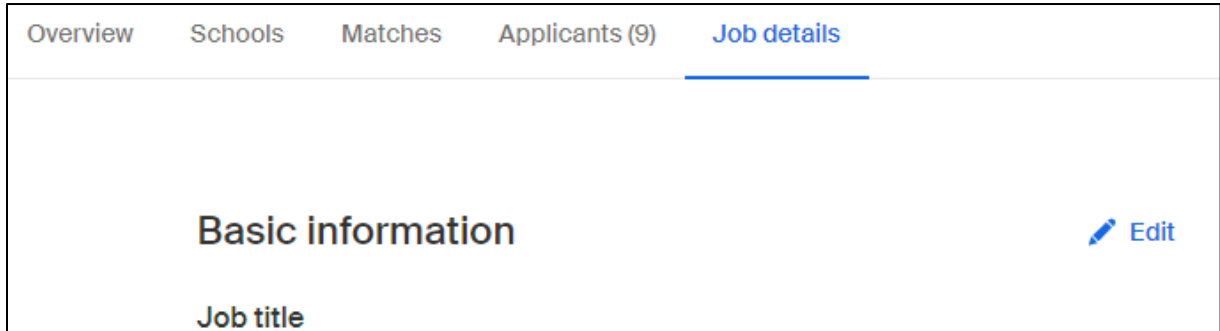 Overview Schools Matches Applicants (9) Job details
Basic information Edit
Job title